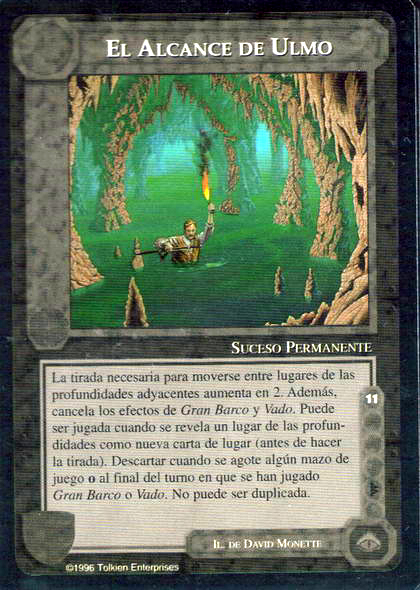 El Alcance de Ulmo
Suceso Permanente
La tirada necesaria para moverse entre lugares de las
profundidades adyacentes aumenta en 2. Además,
cancela los efectos de Gran Barco y Vado. Puede
ser jugada cuando se revela un lugar de las profun-
didades como nueva carta de lugar (antes de hacer
la tirada). Descartar cuando se agote algún mazo de
juego o al final del turno en que se han jugado
Gran Barco o Vado. No puede ser duplicada.
11
Il. de David Monette
©1996 Tolkien Enterprises